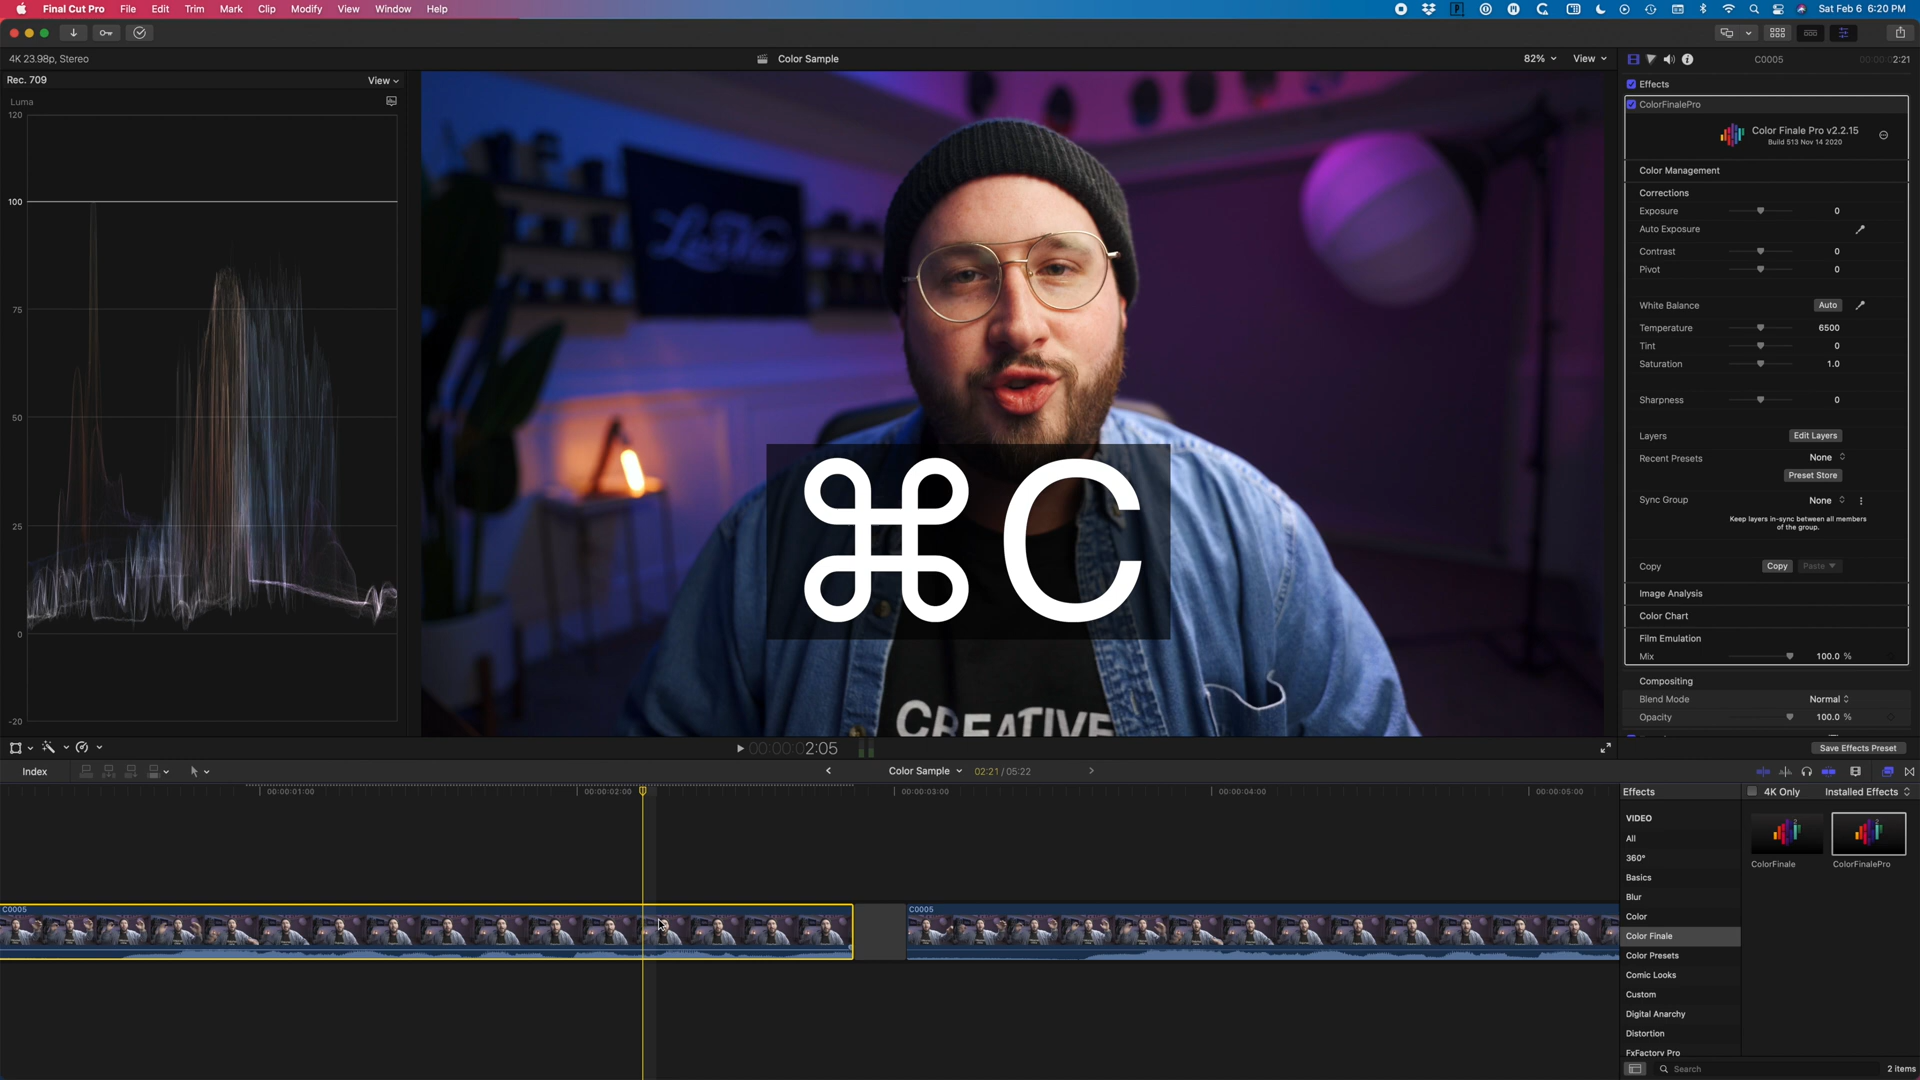 Final Cut Pro File Edit Trim Mark Clip Modify View Window Help Sat Feb 6 6:20 PM
4K 23.98p, Stereo
Color Sample
82% View
C0005
2:21
Rec. 709
View
Luma
120
100
75
50
25
0
-20
CREATIVE
⌘C
Effects
ColorFinalePro
Color Finale Pro v2.2.15
Build 513 Nov 14 2020
Color Management
Corrections
Exposure 0
Auto Exposure
Contrast 0
Pivot 0
White Balance Auto
Temperature 6500
Tint 0
Saturation 1.0
Sharpness 0
Layers Edit Layers
Recent Presets None
Preset Store
Sync Group None
Keep layers in-sync between all members
of the group.
Copy Copy Paste
Image Analysis
Color Chart
Film Emulation
Mix 100.0 %
Compositing
Blend Mode Normal
Opacity 100.0 %
00:00:02:05
Save Effects Preset
Index
Color Sample 02:21 / 05:22
00:00:01:00 00:00:02:00 00:00:03:00 00:00:04:00 00:00:05:00
C0005
C0005
Effects
4K Only Installed Effects
VIDEO
All
360°
Basics
Blur
Color
Color Finale
Color Presets
Comic Looks
Custom
Digital Anarchy
Distortion
FxFactory Pro
ColorFinale
ColorFinalePro
Search
2 items